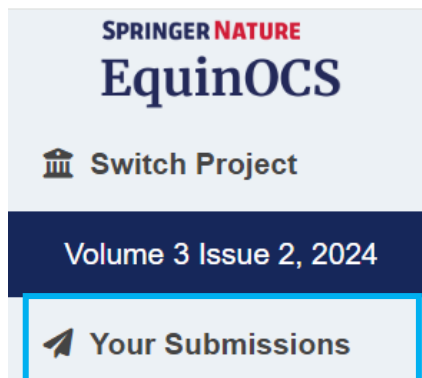 SPRINGER NATURE
EquinOCS
Switch Project
Volume 3 Issue 2, 2024
Your Submissions